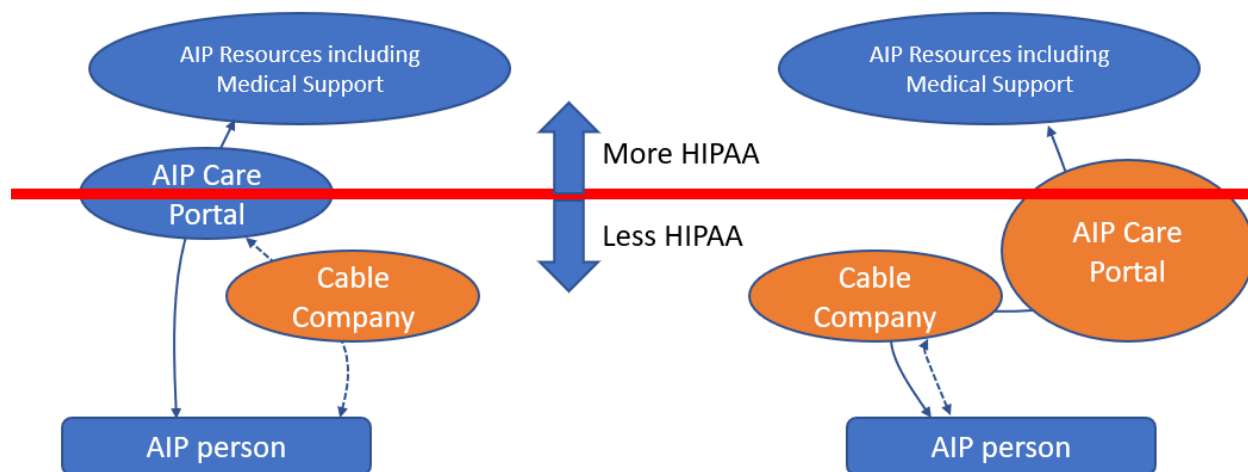 AIP Resources including
Medical Support
AIP Care
Portal
Cable
Company
AIP person
More HIPAA
Less HIPAA
AIP Resources including
Medical Support
AIP Care
Portal
Cable
Company
AIP person